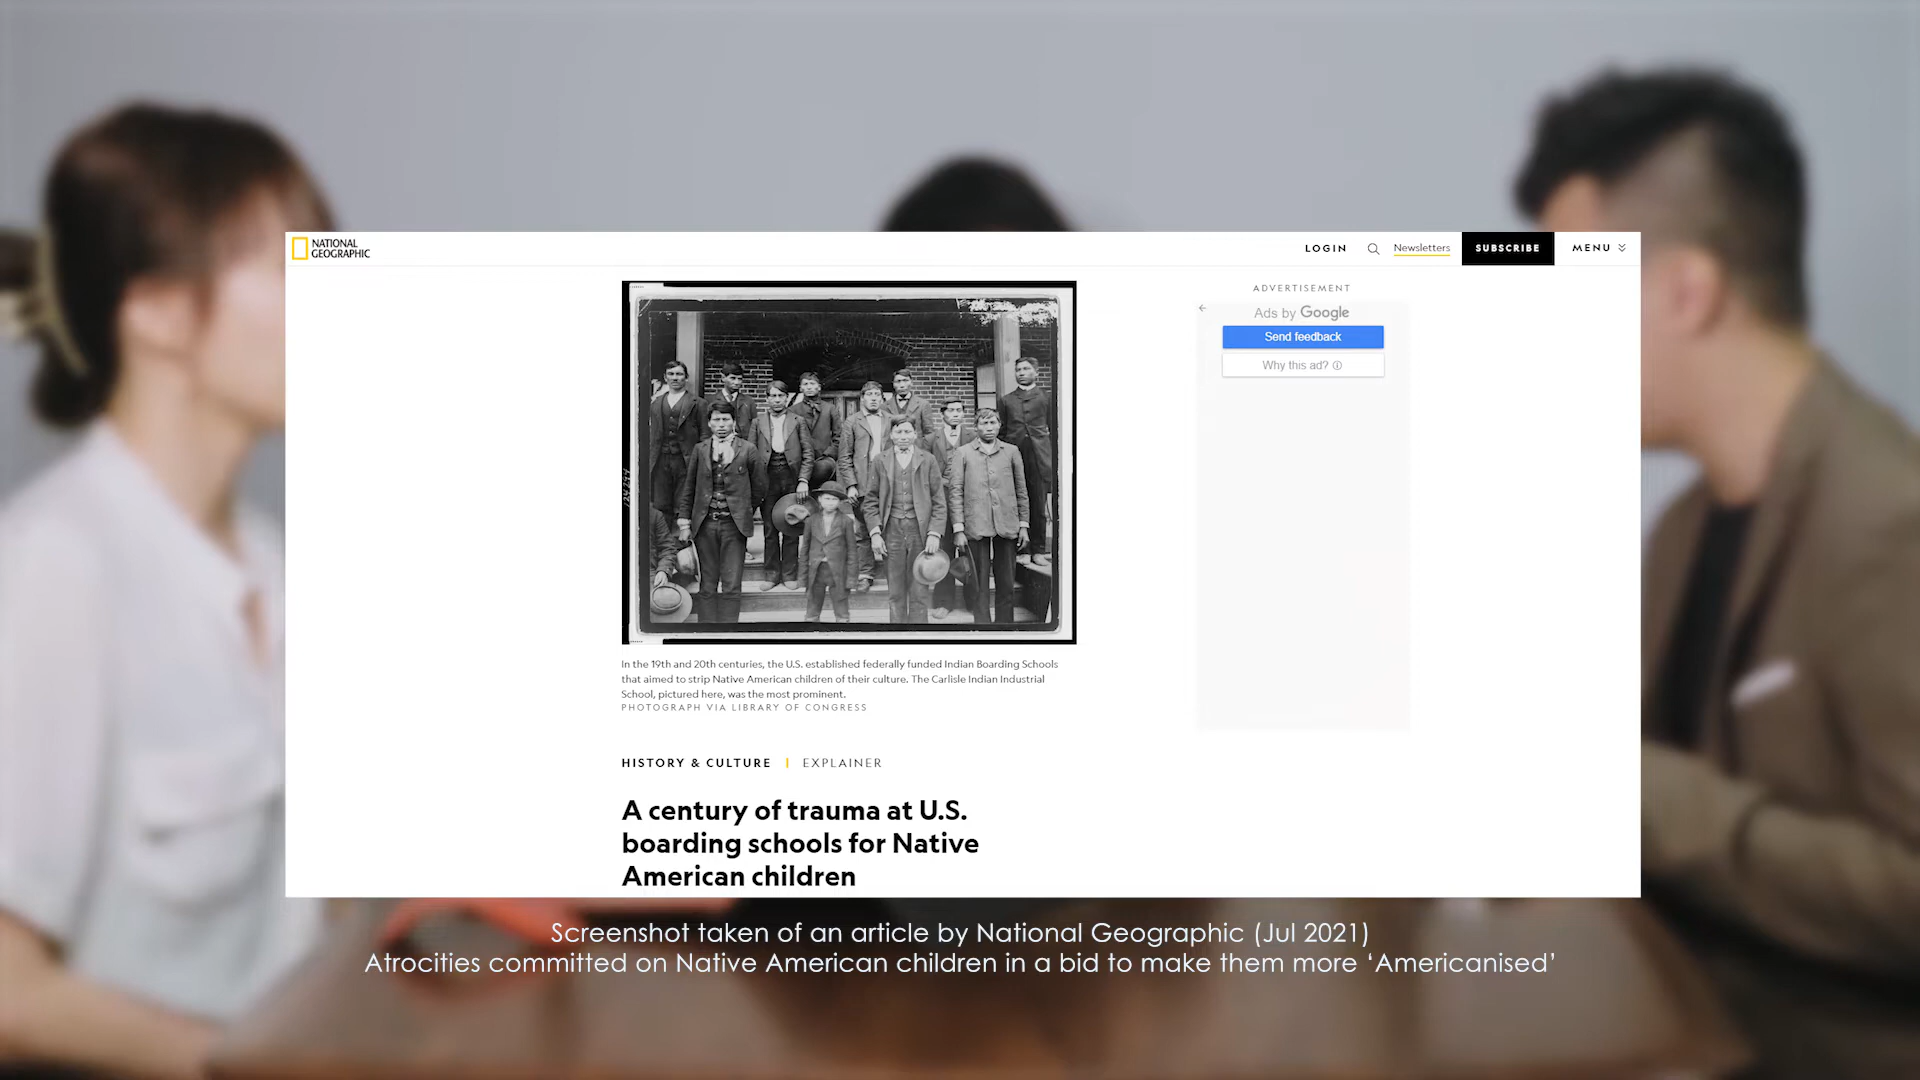 NATIONAL
GEOGRAPHIC
LOGIN
Newsletters
SUBSCRIBE
MENU
ADVERTISEMENT
Ads by Google
Send feedback
Why this ad?
In the 19th and 20th centuries, the U.S. established federally funded Indian Boarding Schools
that aimed to strip Native American children of their culture. The Carlisle Indian Industrial
School, pictured here, was the most prominent.
PHOTOGRAPH VIA LIBRARY OF CONGRESS
HISTORY & CULTURE | EXPLAINER
A century of trauma at U.S.
boarding schools for Native
American children
Screenshot taken of an article by National Geographic (Jul 2021)
Atrocities committed on Native American children in a bid to make them more ‘Americanised’